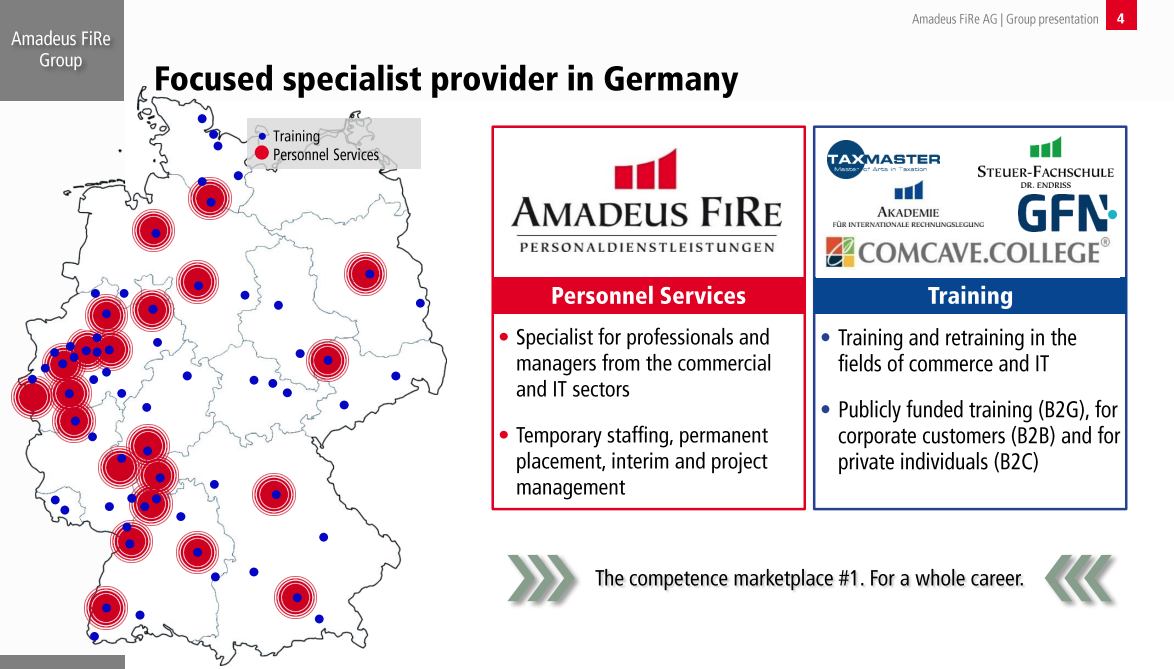 Amadeus FiRe AG | Group presentation
4
Amadeus FiRe
Group
Focused specialist provider in Germany
Training
Personnel Services
AMADEUS FIRE
PERSONALDIENSTLEISTUNGEN
TAXMASTER
Master of Arts in Taxation
STEUER-FACHSCHULE
DR. ENDRISS
AKADEMIE
FÜR INTERNATIONALE RECHNUNGSLEGUNG
GFN
COMCAVE.COLLEGE®
Personnel Services
• Specialist for professionals and
managers from the commercial
and IT sectors
• Temporary staffing, permanent
placement, interim and project
management
Training
• Training and retraining in the
fields of commerce and IT
• Publicly funded training (B2G), for
corporate customers (B2B) and for
private individuals (B2C)
The competence marketplace #1. For a whole career.